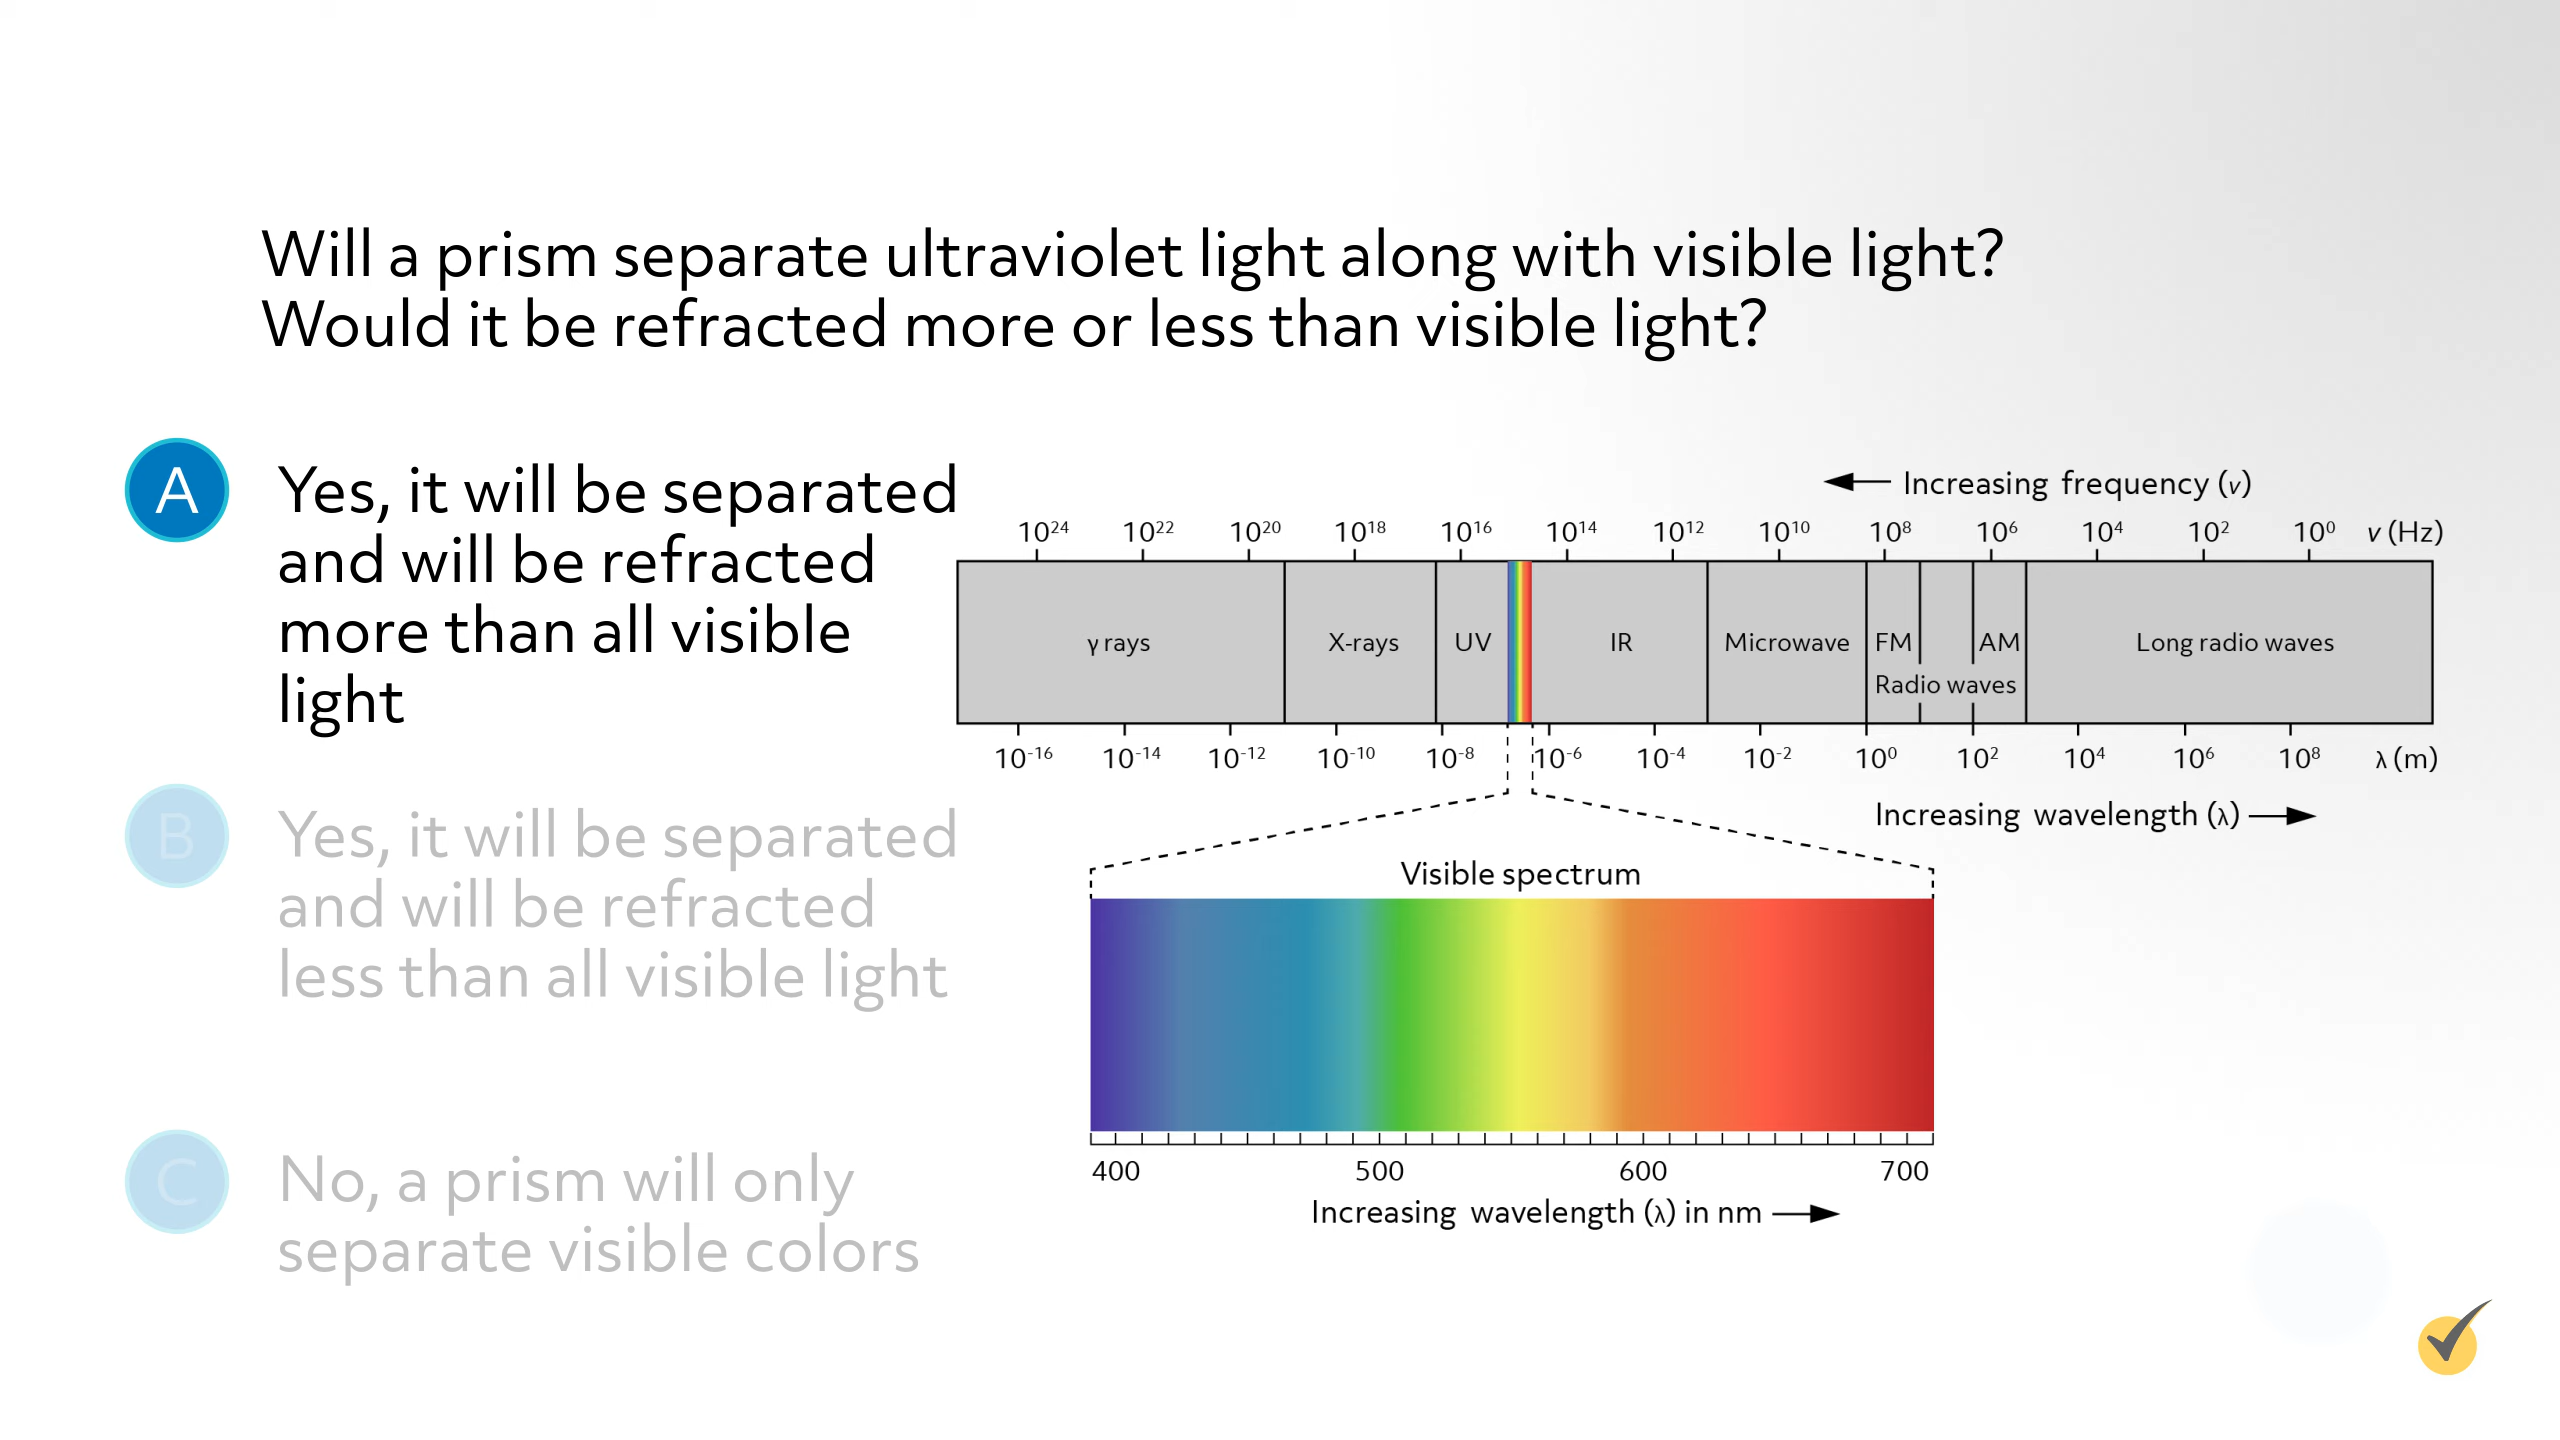 Will a prism separate ultraviolet light along with visible light?
Would it be refracted more or less than visible light?
A
Yes, it will be separated
and will be refracted
more than all visible
light
B
Yes, it will be separated
and will be refracted
less than all visible light
C
No, a prism will only
separate visible colors
Increasing frequency (ν)
10²⁴ 10²² 10²⁰ 10¹⁸ 10¹⁶ 10¹⁴ 10¹² 10¹⁰ 10⁸ 10⁶ 10⁴ 10² 10⁰ ν (Hz)
γ rays X-rays UV IR Microwave FM AM Long radio waves
Radio waves
10⁻¹⁶ 10⁻¹⁴ 10⁻¹² 10⁻¹⁰ 10⁻⁸ 10⁻⁶ 10⁻⁴ 10⁻² 10⁰ 10² 10⁴ 10⁶ 10⁸ λ (m)
Increasing wavelength (λ)
Visible spectrum
400 500 600 700
Increasing wavelength (λ) in nm